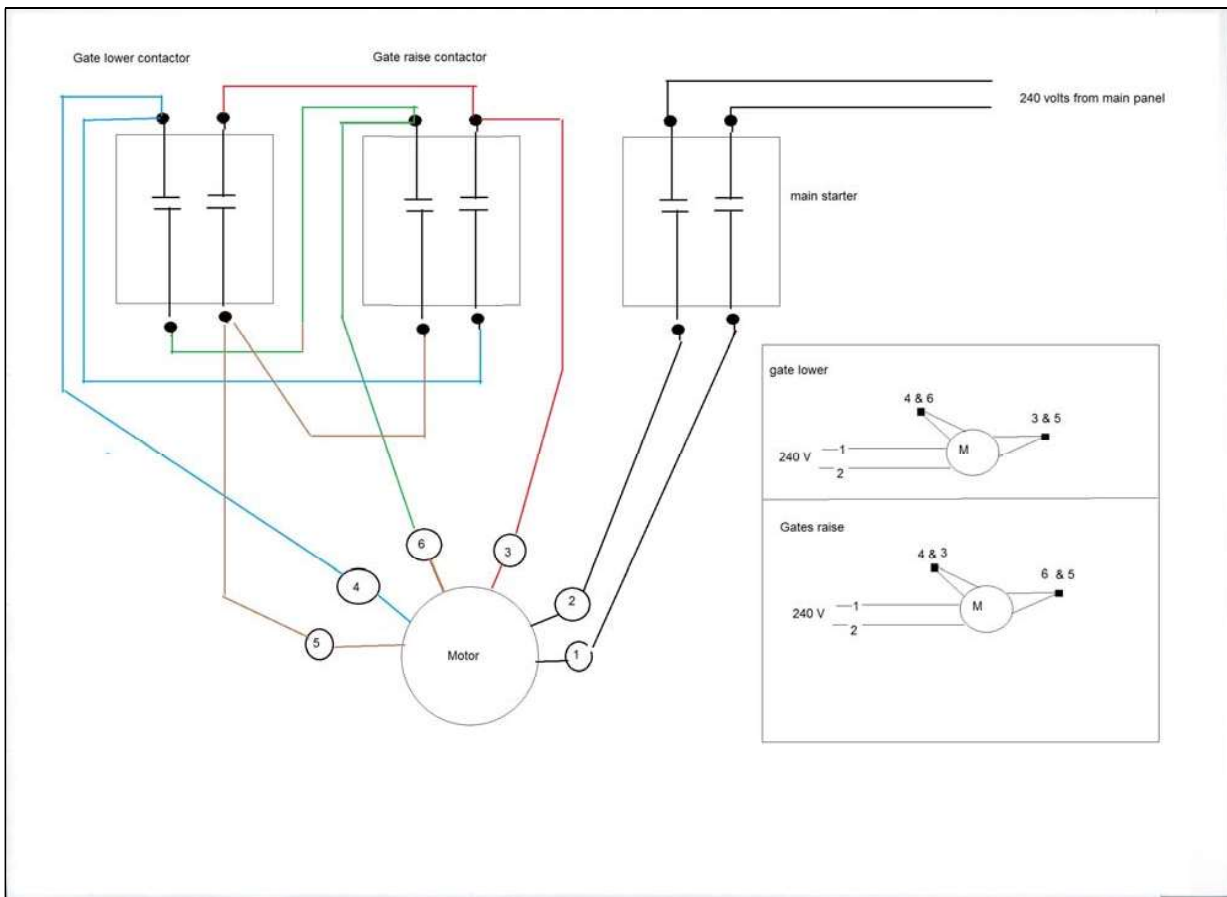 Gate lower contactor
Gate raise contactor
240 volts from main panel
main starter
gate lower
4 & 6
3 & 5
240 V
1
2
M
Gates raise
4 & 3
6 & 5
240 V
1
2
M
6
3
4
2
5
1
Motor